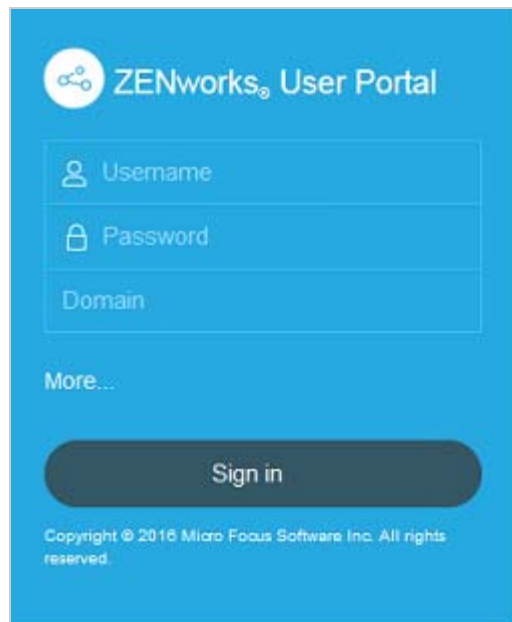 ZENworks® User Portal
Username
Password
Domain
More...
Sign in
Copyright © 2016 Micro Focus Software Inc. All rights
reserved.